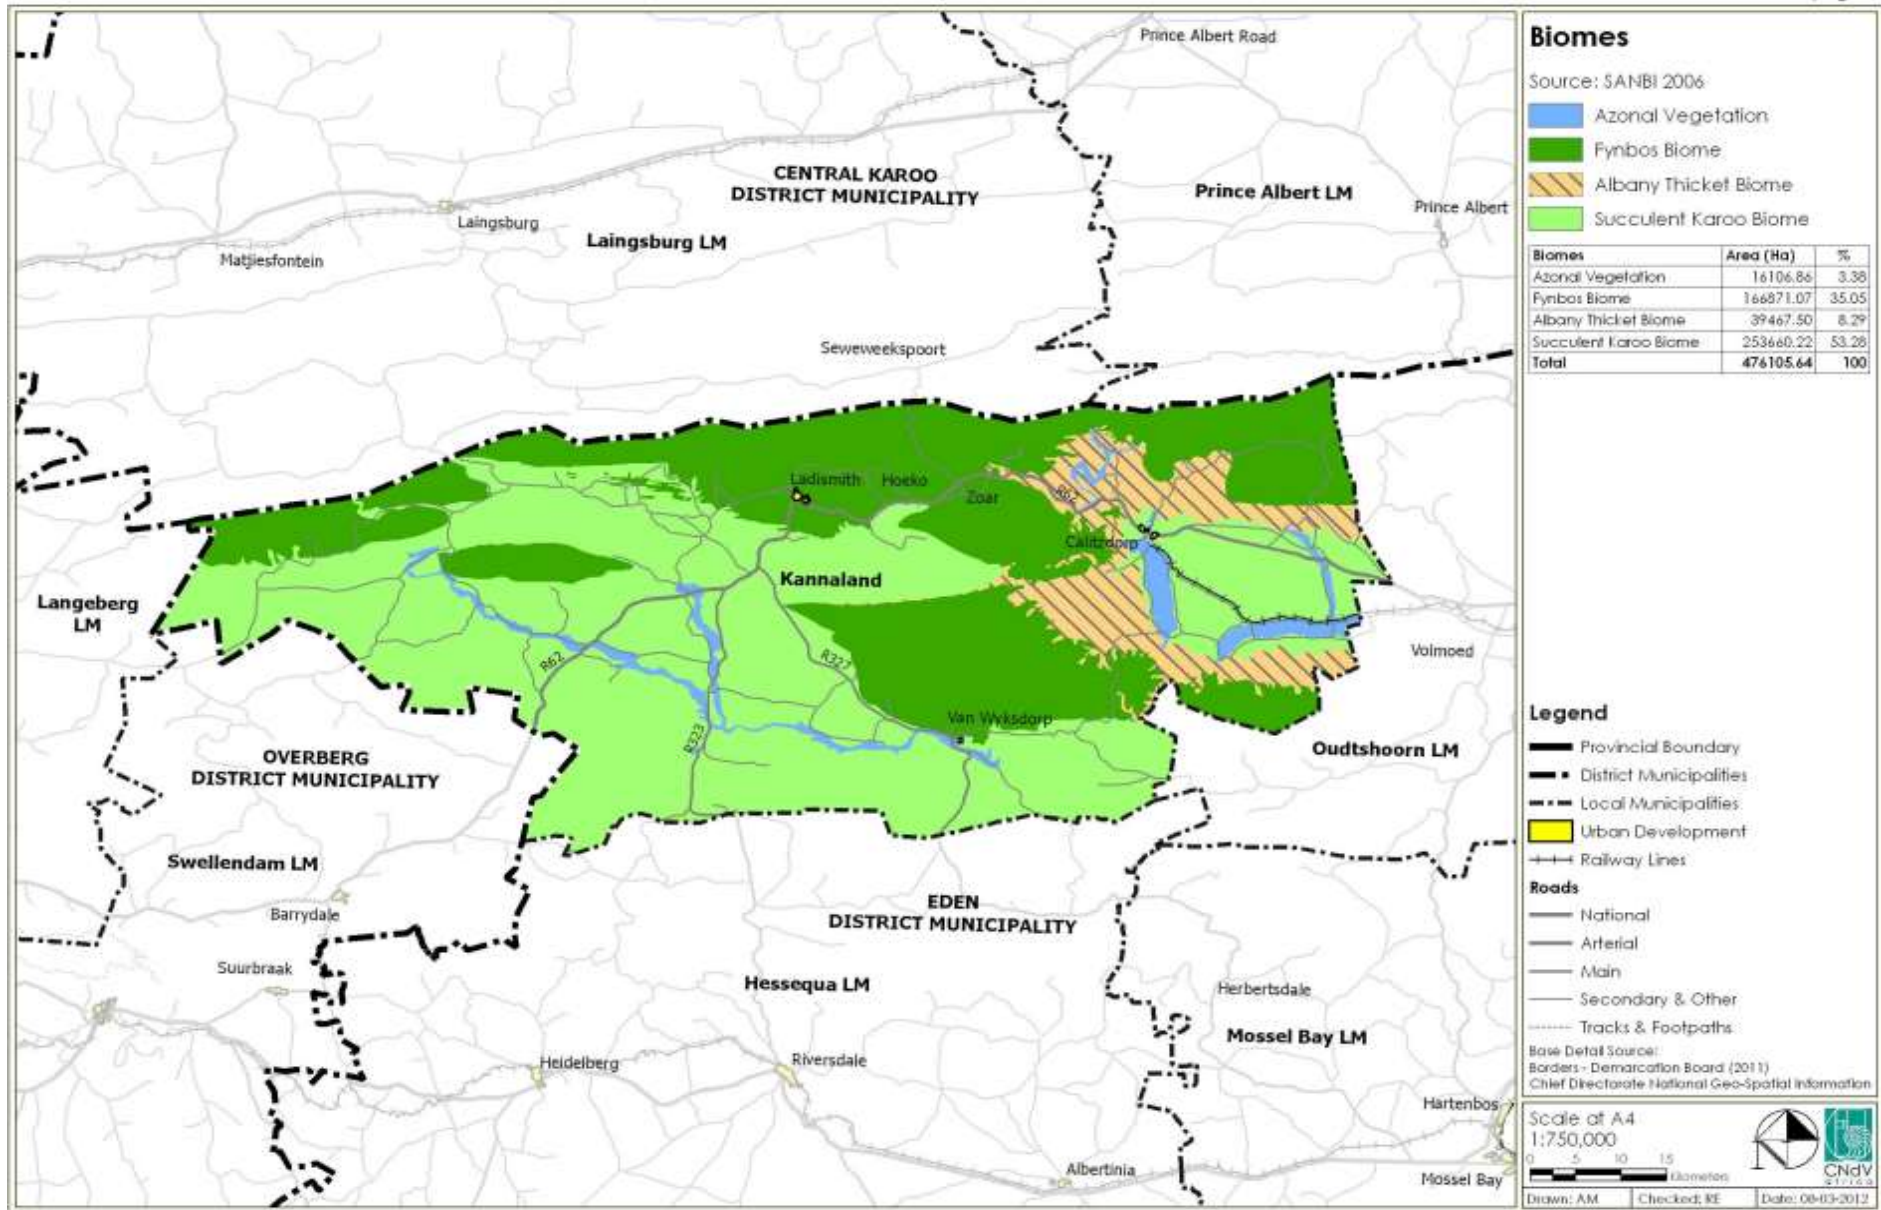 Prince Albert Road
CENTRAL KAROO
DISTRICT MUNICIPALITY
Prince Albert LM
Prince Albert
Laingsburg
Laingsburg LM
Matjiesfontein
Seweweekspoort
Ladismith
Hoeko
Zoar
R62
Calitzdorp
Kannaland
Langeberg
LM
Volmoed
R62
R327
R323
Van Wyksdorp
Oudtshoorn LM
OVERBERG
DISTRICT MUNICIPALITY
Swellendam LM
Barrydale
EDEN
DISTRICT MUNICIPALITY
Suurbraak
Hessequa LM
Herbertsdale
Mossel Bay LM
Heidelberg
Riversdale
Hartenbos
Albertinia
Mossel Bay
Biomes
Source: SANBI 2006
Azonal Vegetation
Fynbos Biome
Albany Thicket Biome
Succulent Karoo Biome
Biomes Area (Ha) %
Azonal Vegetation 16106.86 3.38
Fynbos Biome 166871.07 35.05
Albany Thicket Biome 39467.50 8.29
Succulent Karoo Biome 253660.22 53.28
Total 476105.64 100
Legend
Provincial Boundary
District Municipalities
Local Municipalities
Urban Development
Railway Lines
Roads
National
Arterial
Main
Secondary & Other
Tracks & Footpaths
Base Detail Source:
Borders - Demarcation Board (2011)
Chief Directorate National Geo-Spatial Information
Scale at A4
1:750,000
0 5 10 15
Kilometers
CNdV
africa
Drawn: AM Checked: RE Date: 08-03-2012